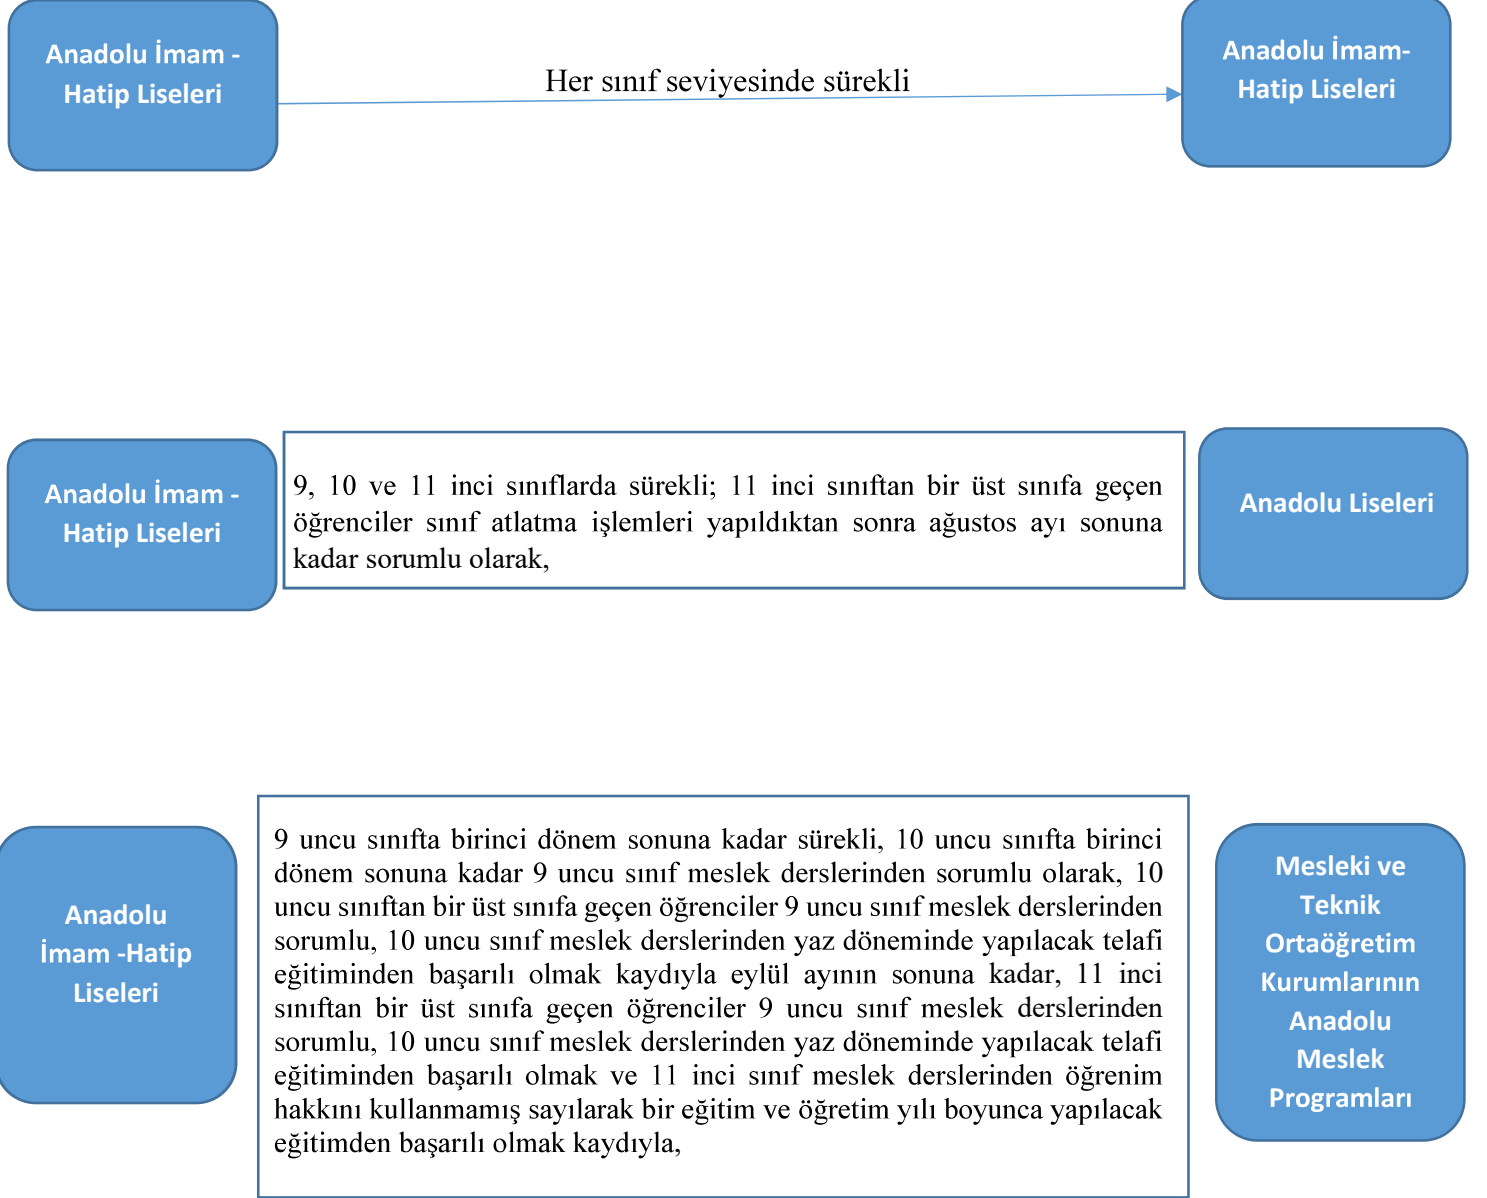 Anadolu İmam -
Hatip Liseleri
Her sınıf seviyesinde sürekli
Anadolu İmam-
Hatip Liseleri
Anadolu İmam -
Hatip Liseleri
9, 10 ve 11 inci sınıflarda sürekli; 11 inci sınıftan bir üst sınıfa geçen
öğrenciler sınıf atlatma işlemleri yapıldıktan sonra ağustos ayı sonuna
kadar sorumlu olarak,
Anadolu Liseleri
Anadolu
İmam -Hatip
Liseleri
9 uncu sınıfta birinci dönem sonuna kadar sürekli, 10 uncu sınıfta birinci
dönem sonuna kadar 9 uncu sınıf meslek derslerinden sorumlu olarak, 10
uncu sınıftan bir üst sınıfa geçen öğrenciler 9 uncu sınıf meslek derslerinden
sorumlu, 10 uncu sınıf meslek derslerinden yaz döneminde yapılacak telafi
eğitiminden başarılı olmak kaydıyla eylül ayının sonuna kadar, 11 inci
sınıftan bir üst sınıfa geçen öğrenciler 9 uncu sınıf meslek derslerinden
sorumlu, 10 uncu sınıf meslek derslerinden yaz döneminde yapılacak telafi
eğitiminden başarılı olmak ve 11 inci sınıf meslek derslerinden öğrenim
hakkını kullanmamış sayılarak bir eğitim ve öğretim yılı boyunca yapılacak
eğitimden başarılı olmak kaydıyla,
Mesleki ve
Teknik
Ortaöğretim
Kurumlarının
Anadolu
Meslek
Programları